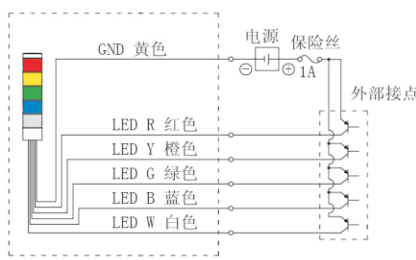 GND 黄色
电源
保险丝
1A
外部接点
LED R 红色
LED Y 橙色
LED G 绿色
LED B 蓝色
LED W 白色